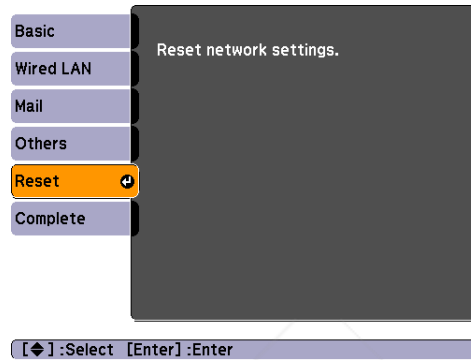 Basic
Reset network settings.
Wired LAN
Mail
Others
Reset
Complete
[◆] :Select [Enter] :Enter